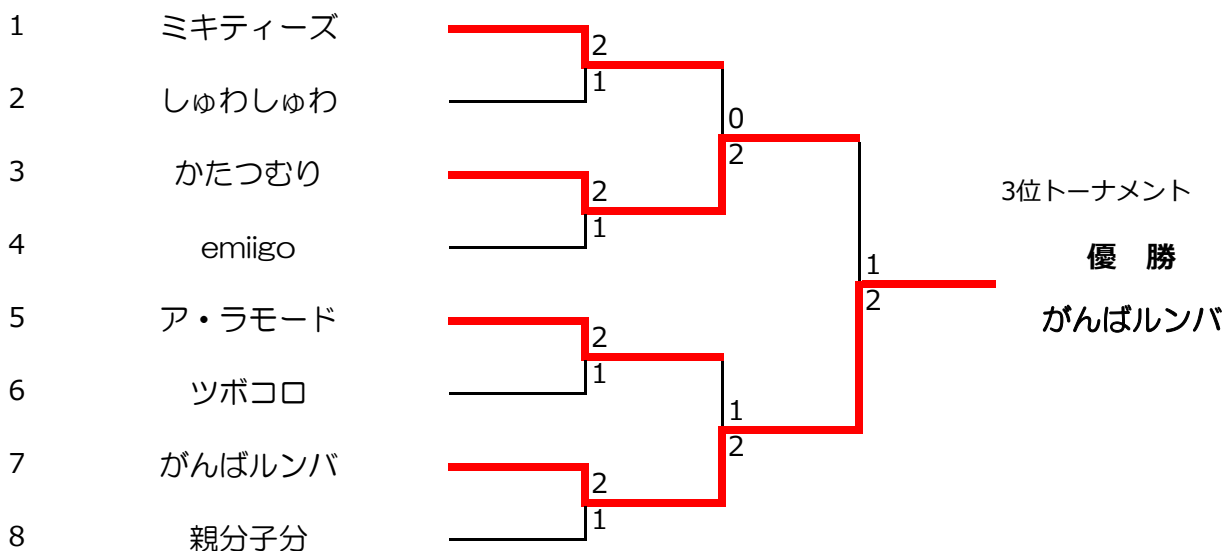 1 ミキティーズ
2
1
2 しゅわしゅわ
0
2
3 かたつむり
2
1
3位トーナメント
4 emiigo
優 勝
1
2
5 ア・ラモード
がんばルンバ
2
1
6 ツボコロ
1
2
7 がんばルンバ
2
1
8 親分子分